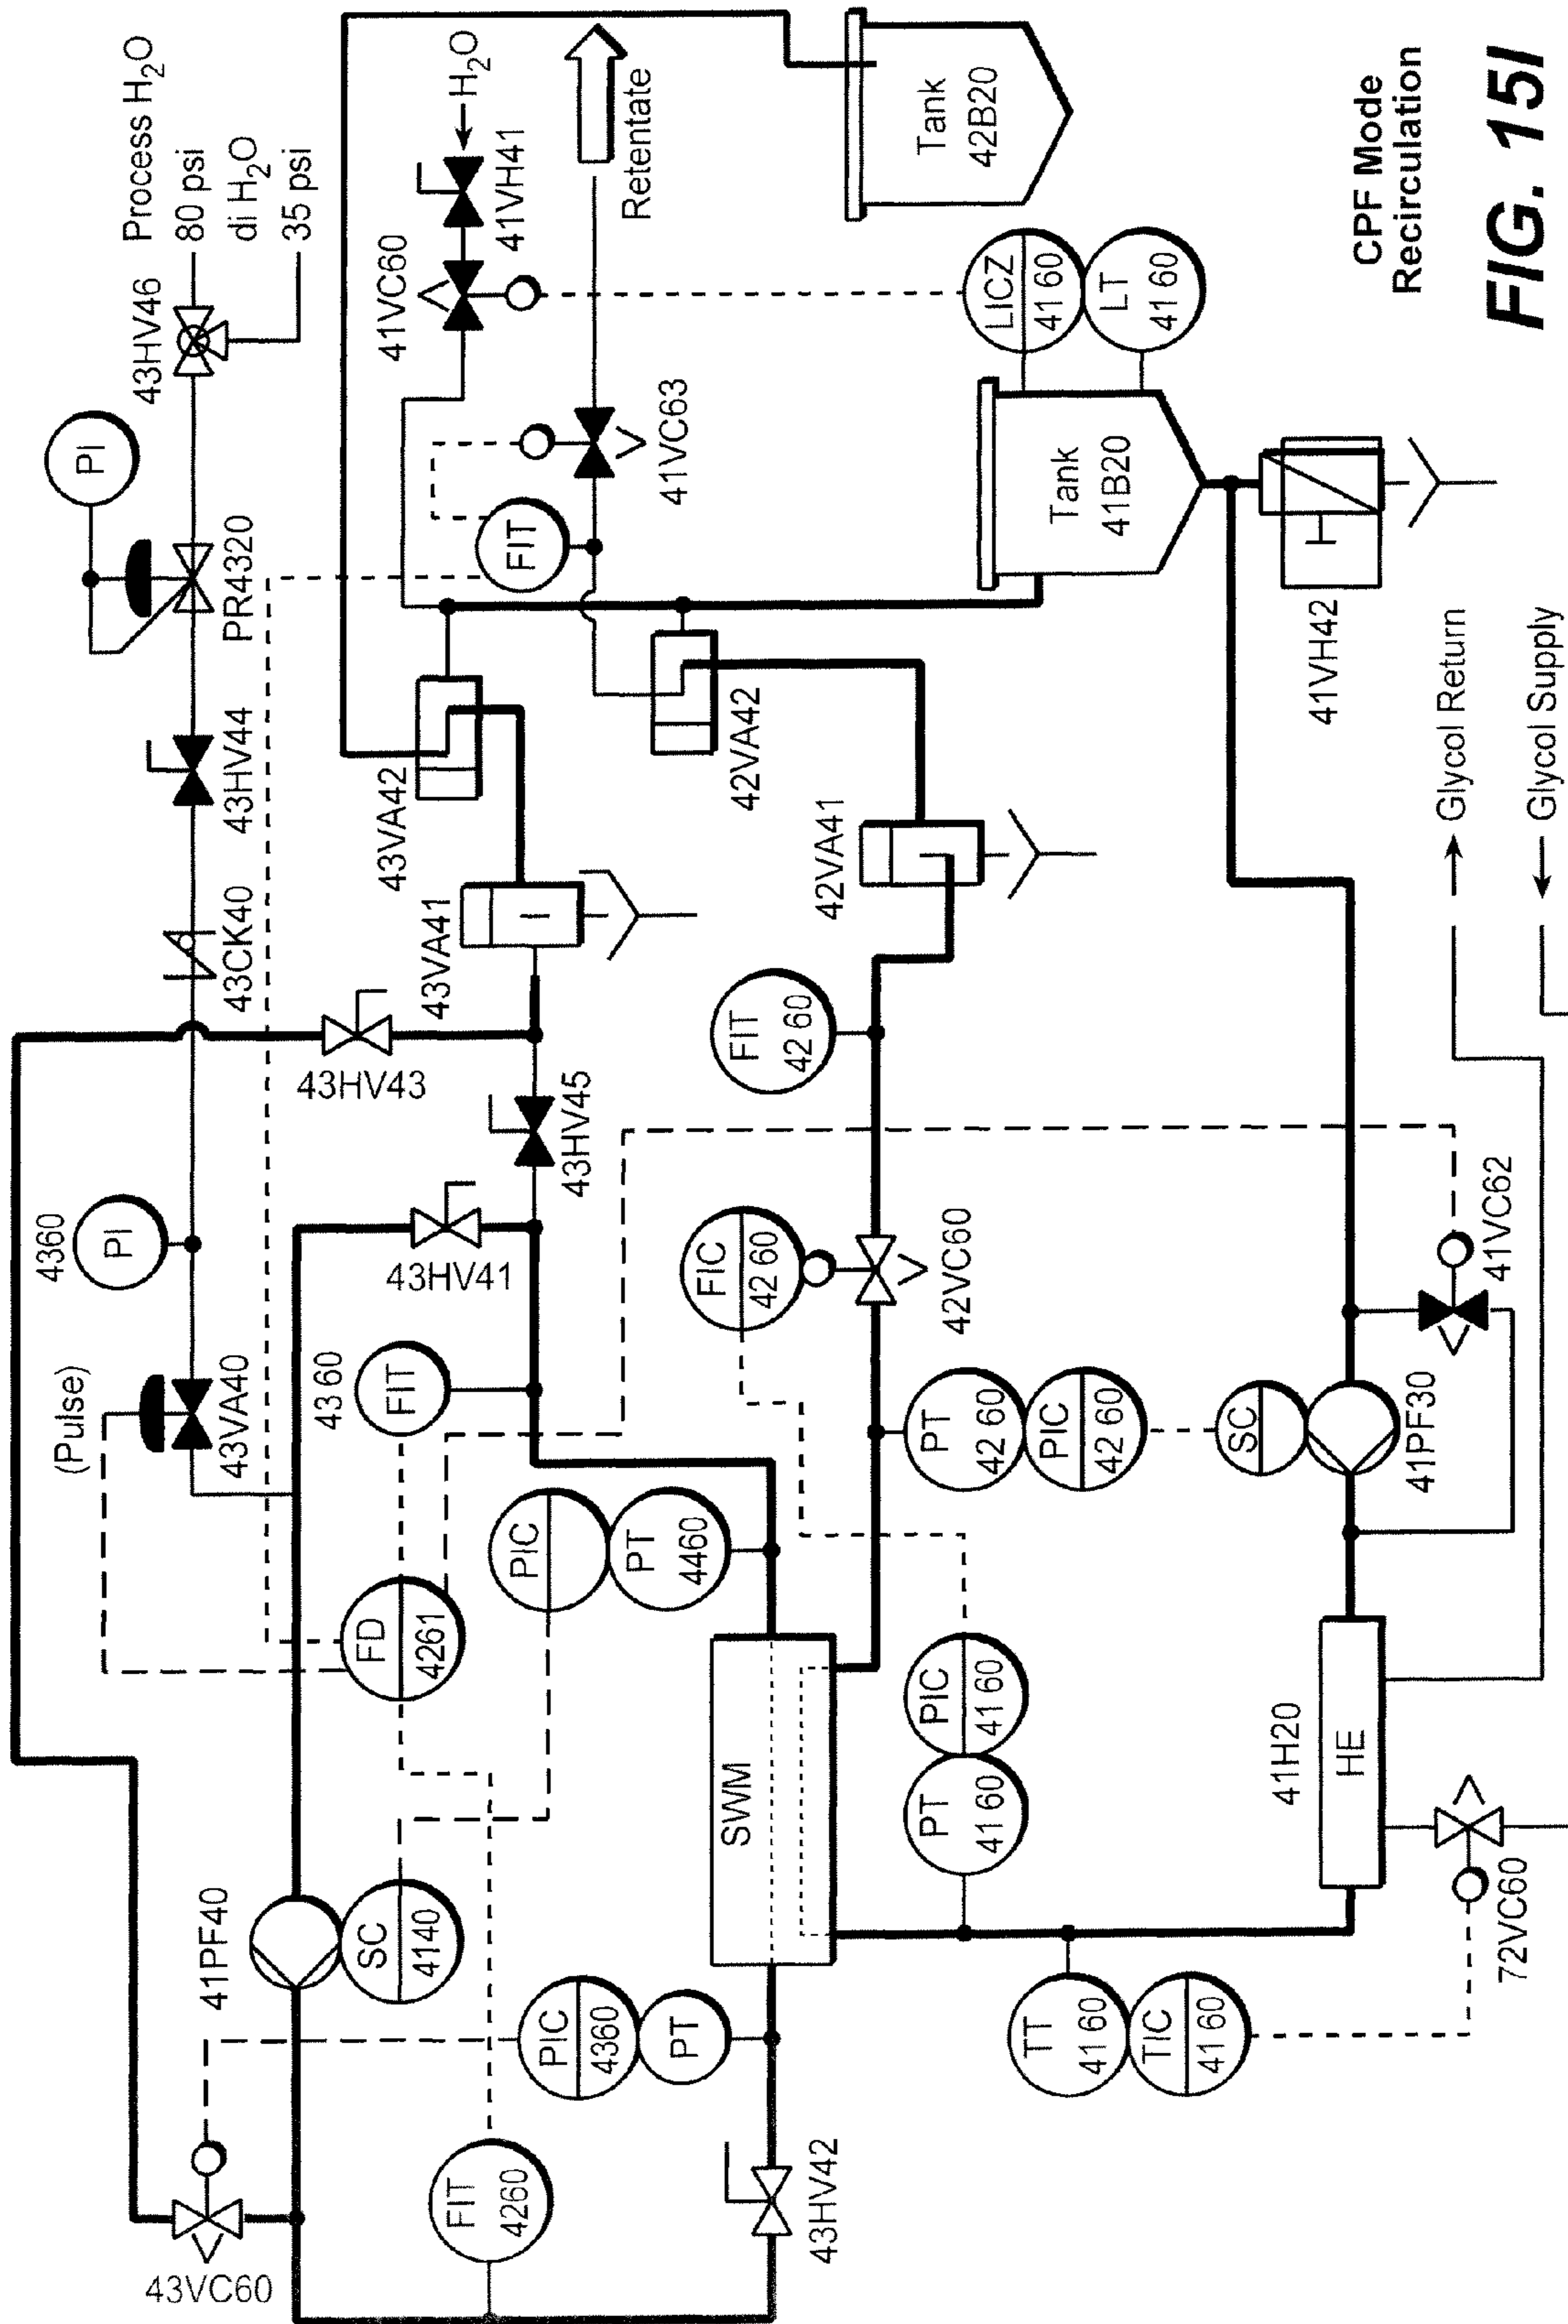 Process H₂O
80 psi
di H₂O
35 psi
43HV46
PI
PR4320
43HV44
43CK40
4360
PI
(Pulse)
43VA40
H₂O
41VH41
41VC60
Retentate
41VC63
FIT
Tank
42B20
43VA42
43VA41
43HV43
43HV45
43HV41
43 60
FIT
FD
4261
41PF40
SC
4140
43VC60
FIT
4260
PIC
4360
PT
43HV42
PIC
PT
4460
SWM
42VA42
42VA41
FIT
42 60
FIC
42 60
42VC60
PT
42 60
PIC
42 60
PIC
41 60
PT
41 60
LICZ
41 60
LT
41 60
Tank
41B20
41VH42
SC
41PF30
41VC62
41H20
HE
TT
41 60
TIC
41 60
72VC60
Glycol Return
Glycol Supply
CPF Mode
Recirculation
FIG. 15I